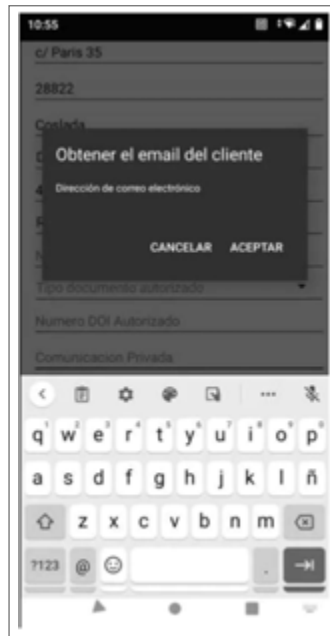 10:55
c/ Paris 35
28822
Coslada
Obtener el email del cliente
Dirección de correo electrónico
CANCELAR ACEPTAR
Tipo documento autorizado
Numero DOI Autorizado
Comunicacion Privada
q w e r t y u i o p
a s d f g h j k l ñ
z x c v b n m
?123 @ .